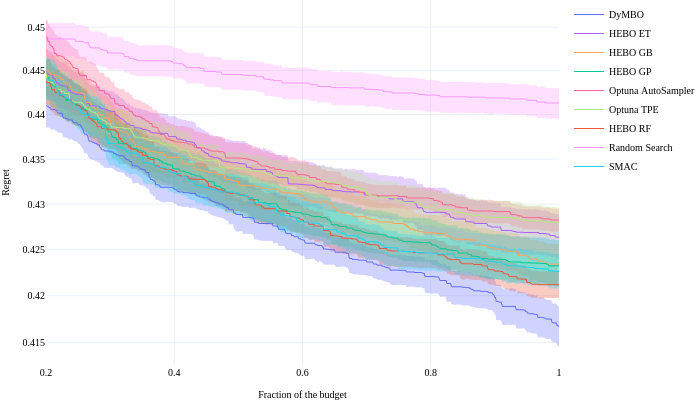 0.45
0.445
0.44
0.435
0.43
0.425
0.42
0.415
Regret
0.2
0.4
0.6
0.8
1
Fraction of the budget
DyMBO
HEBO ET
HEBO GB
HEBO GP
Optuna AutoSampler
Optuna TPE
HEBO RF
Random Search
SMAC